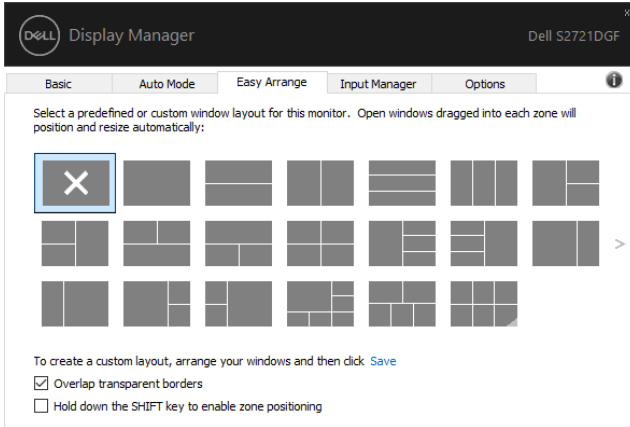 x
DELL Display Manager Dell S2721DGF
Basic Auto Mode Easy Arrange Input Manager Options
Select a predefined or custom window layout for this monitor. Open windows dragged into each zone will
position and resize automatically:
To create a custom layout, arrange your windows and then click Save
Overlap transparent borders
Hold down the SHIFT key to enable zone positioning